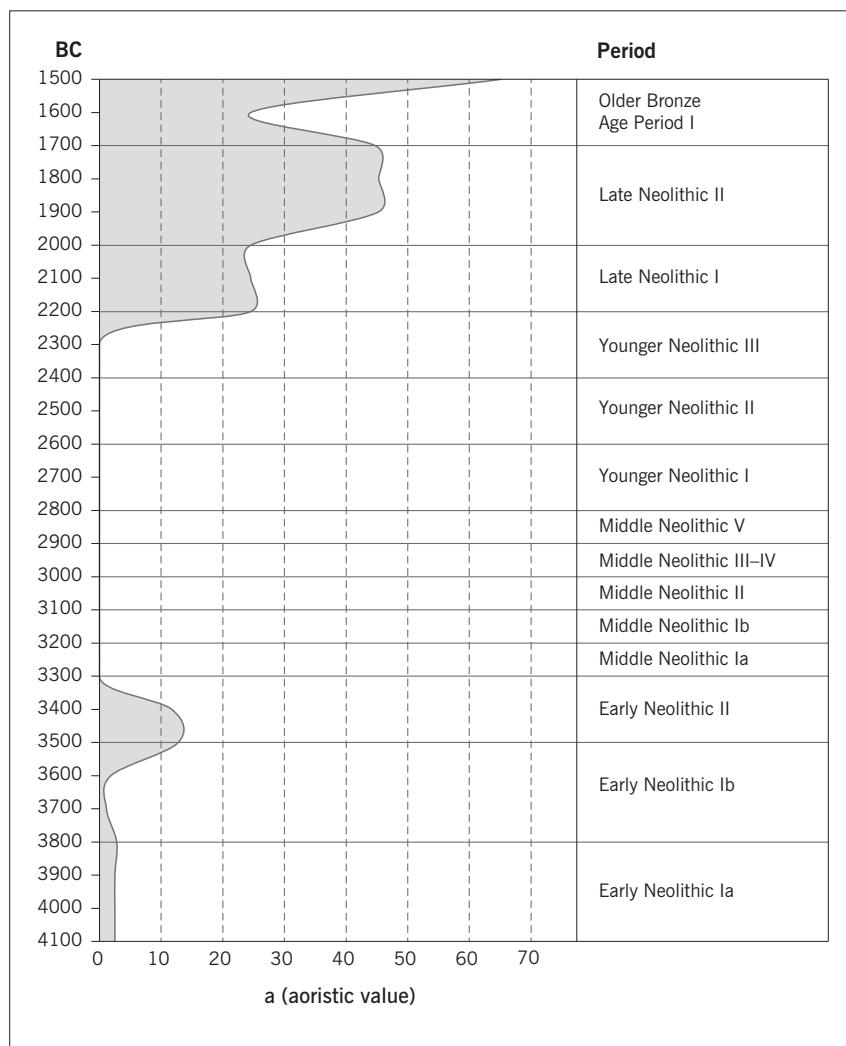 BC Period
1500
1600
Older Bronze
Age Period I
1700
1800
1900
Late Neolithic II
2000
2100
Late Neolithic I
2200
2300
Younger Neolithic III
2400
2500
Younger Neolithic II
2600
2700
Younger Neolithic I
2800
Middle Neolithic V
2900
Middle Neolithic III–IV
3000
Middle Neolithic II
3100
Middle Neolithic Ib
3200
Middle Neolithic Ia
3300
3400
Early Neolithic II
3500
3600
Early Neolithic Ib
3700
3800
3900
Early Neolithic Ia
4000
4100
0 10 20 30 40 50 60 70
a (aoristic value)